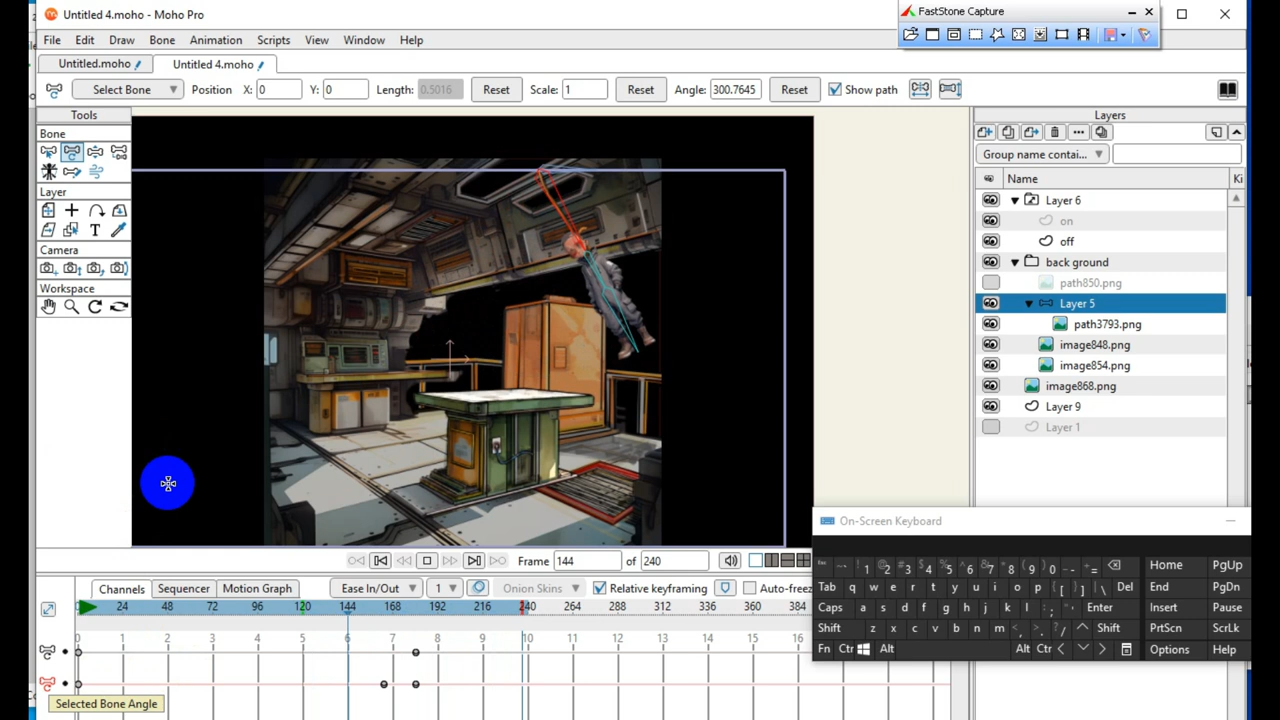 Untitled 4.moho - Moho Pro
FastStone Capture
File Edit Draw Bone Animation Scripts View Window Help
Untitled.moho Untitled 4.moho
Select Bone Position X: 0 Y: 0 Length: 0.5016 Reset Scale: 1 Reset Angle: 300.7645 Reset Show path
Tools
Bone
Layer
Camera
Workspace
Layers
Group name contai...
Name Ki
Layer 6
on
off
back ground
path850.png
Layer 5
path3793.png
image848.png
image854.png
image868.png
Layer 9
Layer 1
On-Screen Keyboard
Home PgUp
Tab q w e r t y u i o p [ ] \ Del End PgDn
Caps a s d f g h j k l ; ' Enter Insert Pause
Shift z x c v b n m , . / Shift PrtScn ScrLk
Fn Ctr Alt Alt Ctr Options Help
Frame 144 of 240
Channels Sequencer Motion Graph Ease In/Out 1 Onion Skins Relative keyframing Auto-freez
24 48 72 96 120 144 168 192 216 240 264 288 312 336 360 384
0 1 2 3 4 5 6 7 8 9 10 11 12 13 14 15 16
Selected Bone Angle